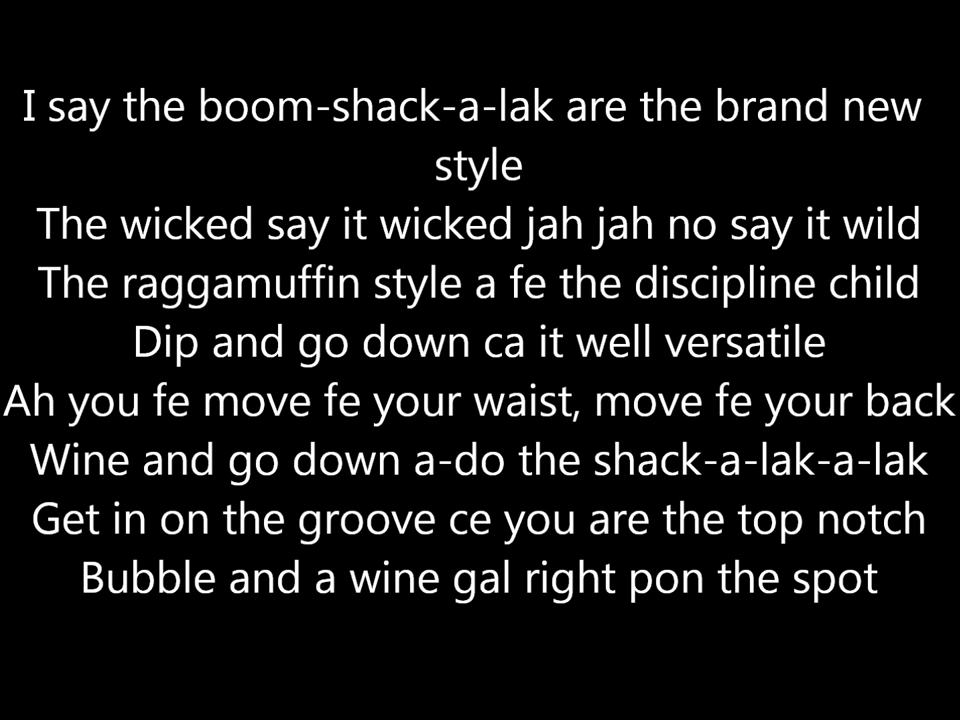 I say the boom-shack-a-lak are the brand new
style
The wicked say it wicked jah jah no say it wild
The raggamuffin style a fe the discipline child
Dip and go down ca it well versatile
Ah you fe move fe your waist, move fe your back
Wine and go down a-do the shack-a-lak-a-lak
Get in on the groove ce you are the top notch
Bubble and a wine gal right pon the spot